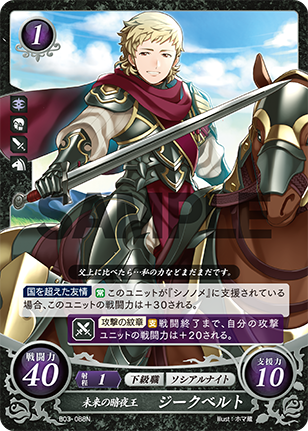 1
SAMPLE
父上に比べたら…私の力などまだまだです。
国を超えた友情 常 このユニットが『シノノメ』に支援されている
場合、このユニットの戦闘力は+30される。
攻撃の紋章 支 戦闘終了まで、自分の攻撃
ユニットの戦闘力は+20される。
戦闘力 40
射程 1 下級職 ソシアルナイト
支援力 10
未来の暗夜王 ジークベルト
B03-068N Illust:ホマ蔵